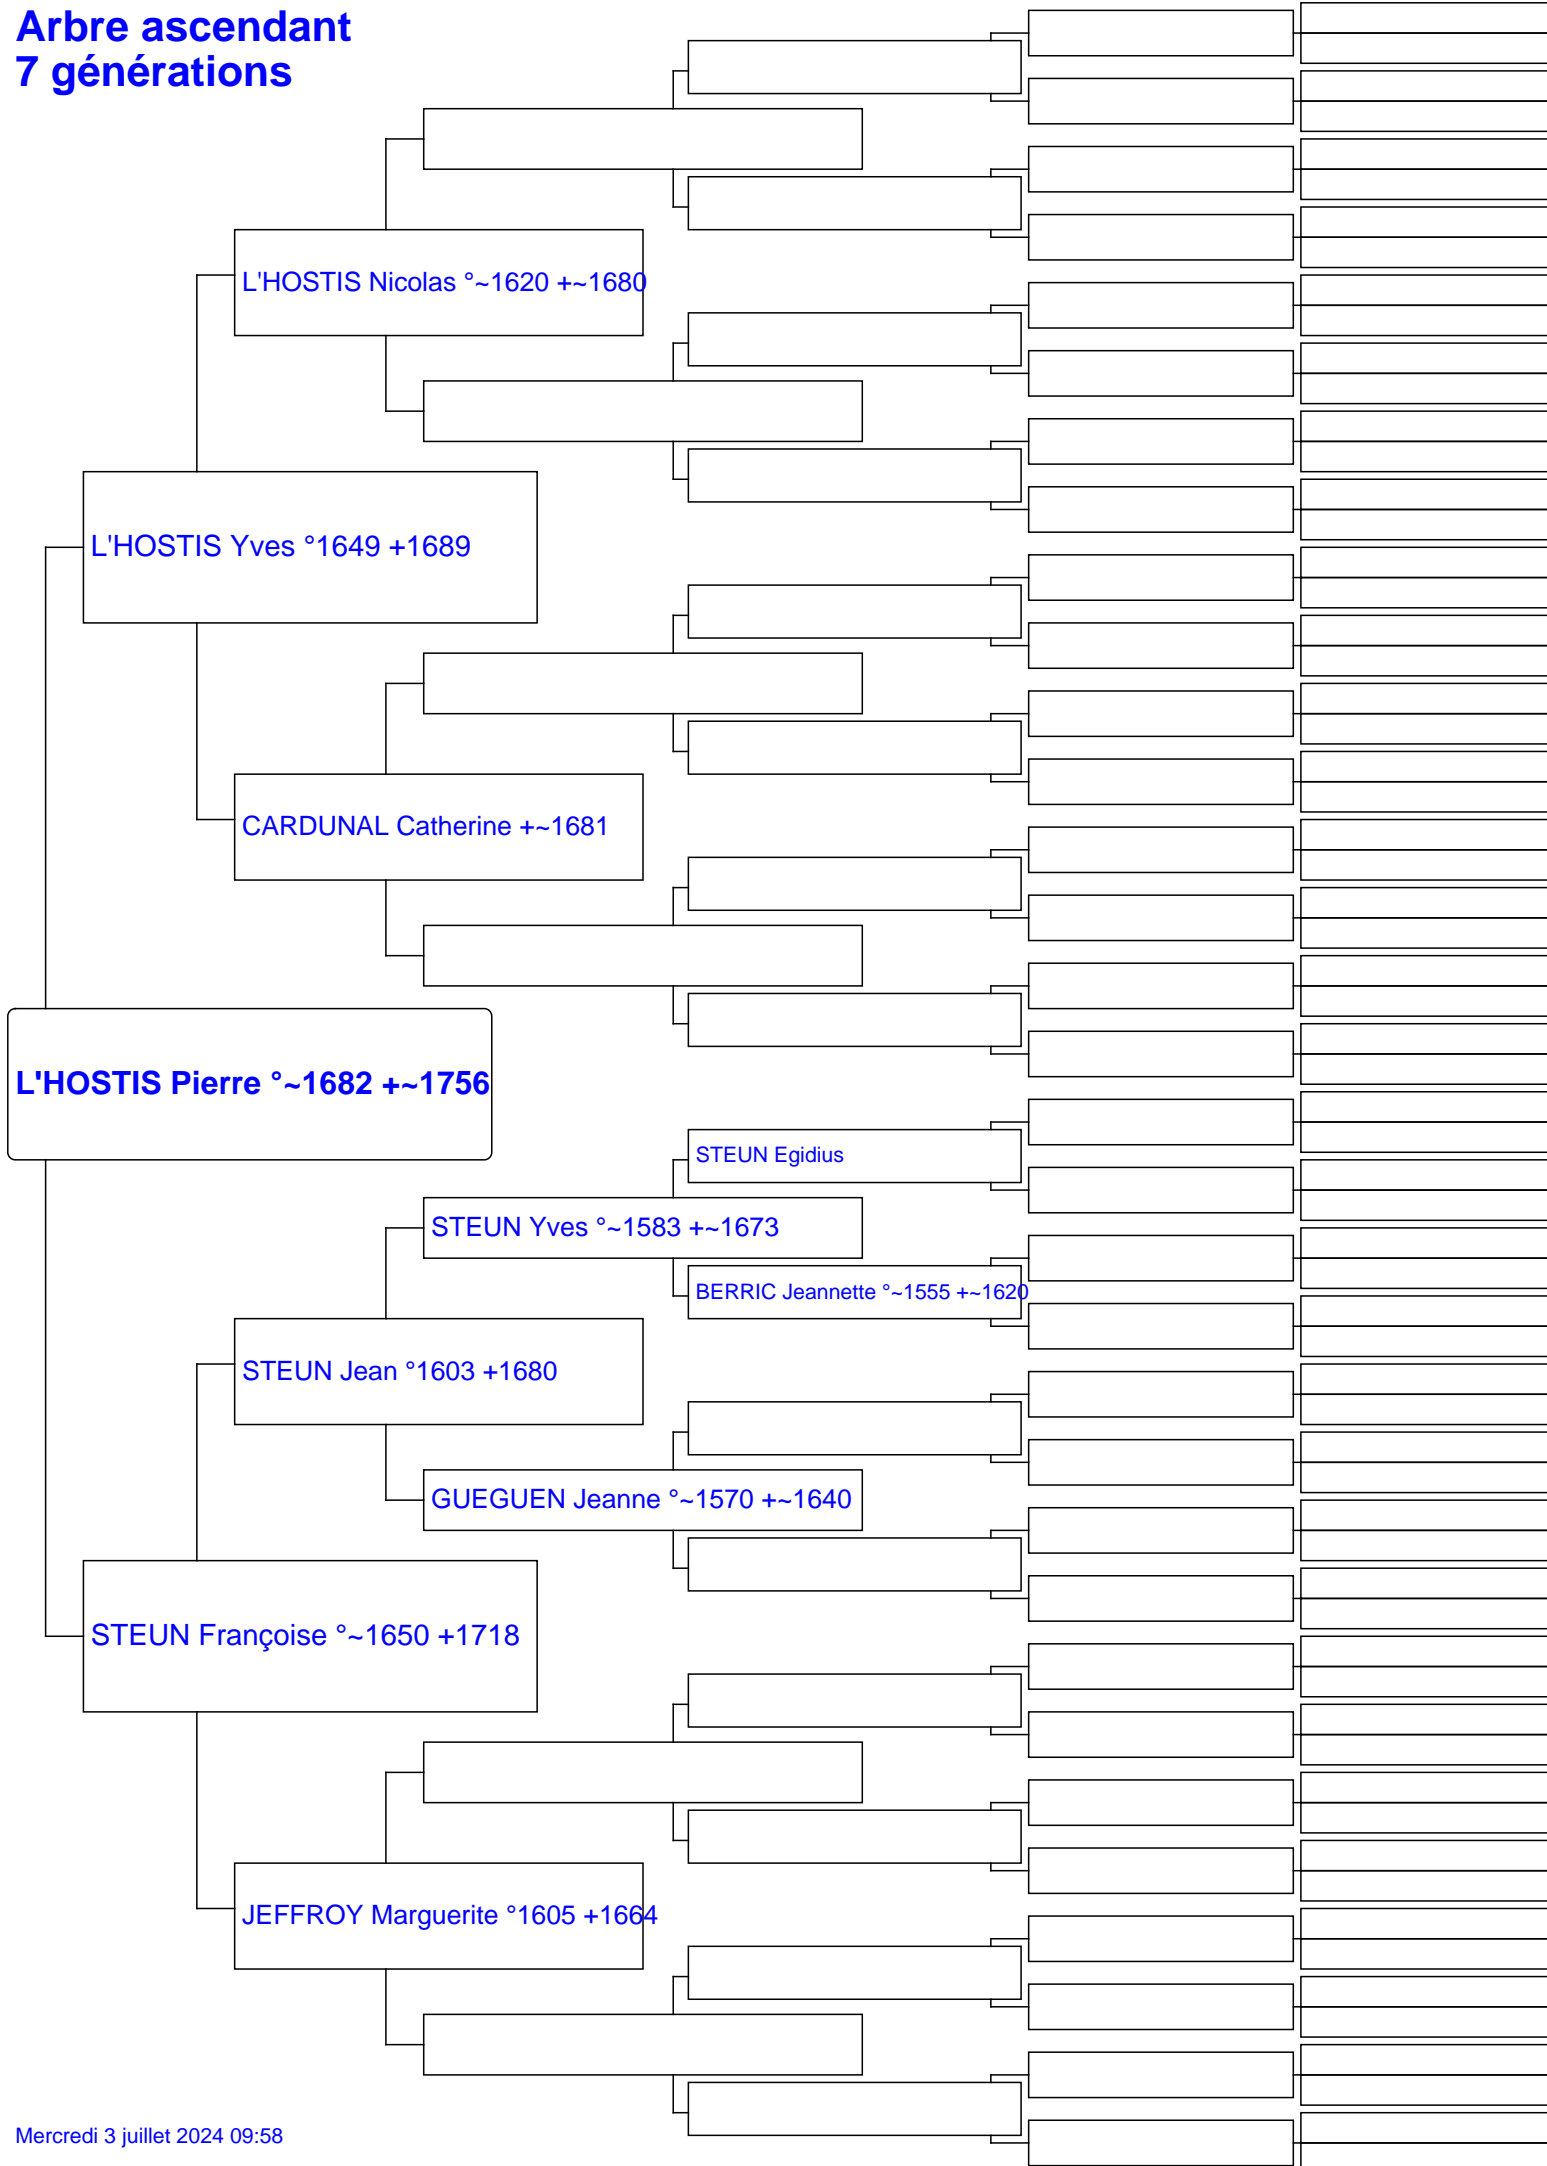 Arbre ascendant
7 générations
L'HOSTIS Nicolas °~1620 +~1680
L'HOSTIS Yves °1649 +1689
CARDUNAL Catherine +~1681
L'HOSTIS Pierre °~1682 +~1756
STEUN Egidius
STEUN Yves °~1583 +~1673
BERRIC Jeannette °~1555 +~1620
STEUN Jean °1603 +1680
GUEGUEN Jeanne °~1570 +~1640
STEUN Françoise °~1650 +1718
JEFFROY Marguerite °1605 +1664
Mercredi 3 juillet 2024 09:58